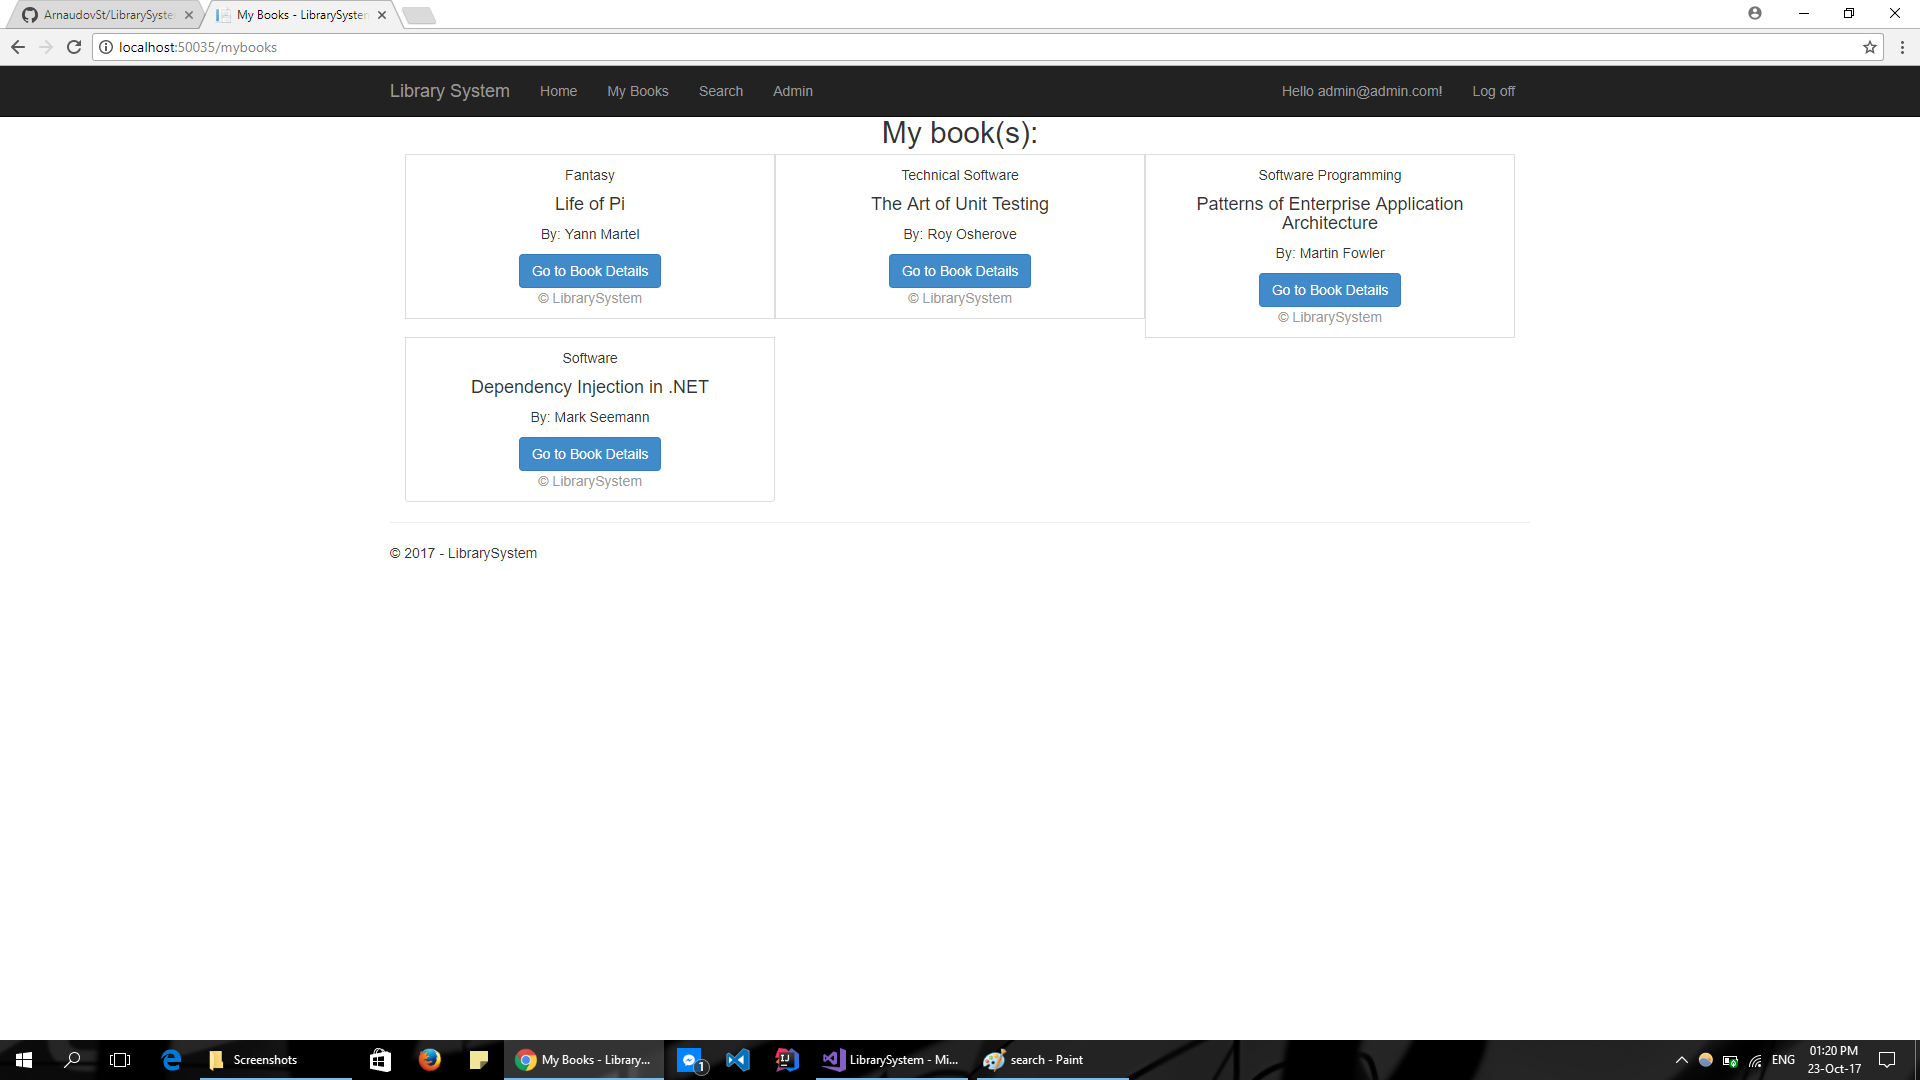 ArnaudovSt/LibrarySyste
My Books - LibrarySystem
localhost:50035/mybooks
Library System Home My Books Search Admin Hello admin@admin.com! Log off
My book(s):
Fantasy
Life of Pi
By: Yann Martel
Go to Book Details
© LibrarySystem
Technical Software
The Art of Unit Testing
By: Roy Osherove
Go to Book Details
© LibrarySystem
Software Programming
Patterns of Enterprise Application
Architecture
By: Martin Fowler
Go to Book Details
© LibrarySystem
Software
Dependency Injection in .NET
By: Mark Seemann
Go to Book Details
© LibrarySystem
© 2017 - LibrarySystem
Screenshots
My Books - Library...
1
IJ
LibrarySystem - Mi...
search - Paint
ENG
01:20 PM
23-Oct-17